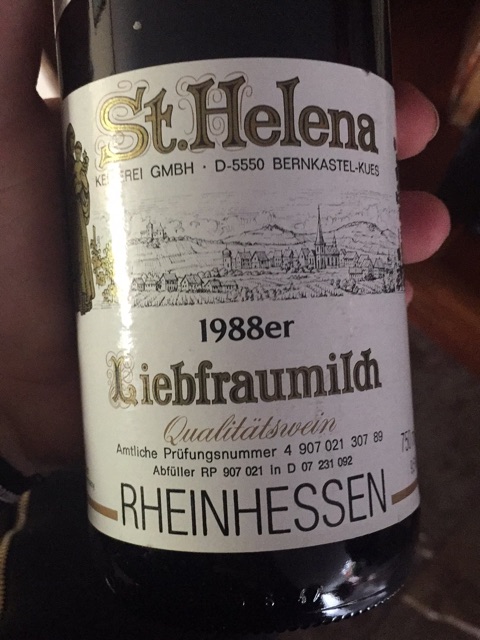 St. Helena
GMBH · D-5550 BERNKASTEL-KUES
1988er
Liebfraumilch
Qualitätswein
Amtliche Prüfungsnummer 4 907 021 307 89
Abfüller RP 907 021 in D 07 231 092
RHEINHESSEN